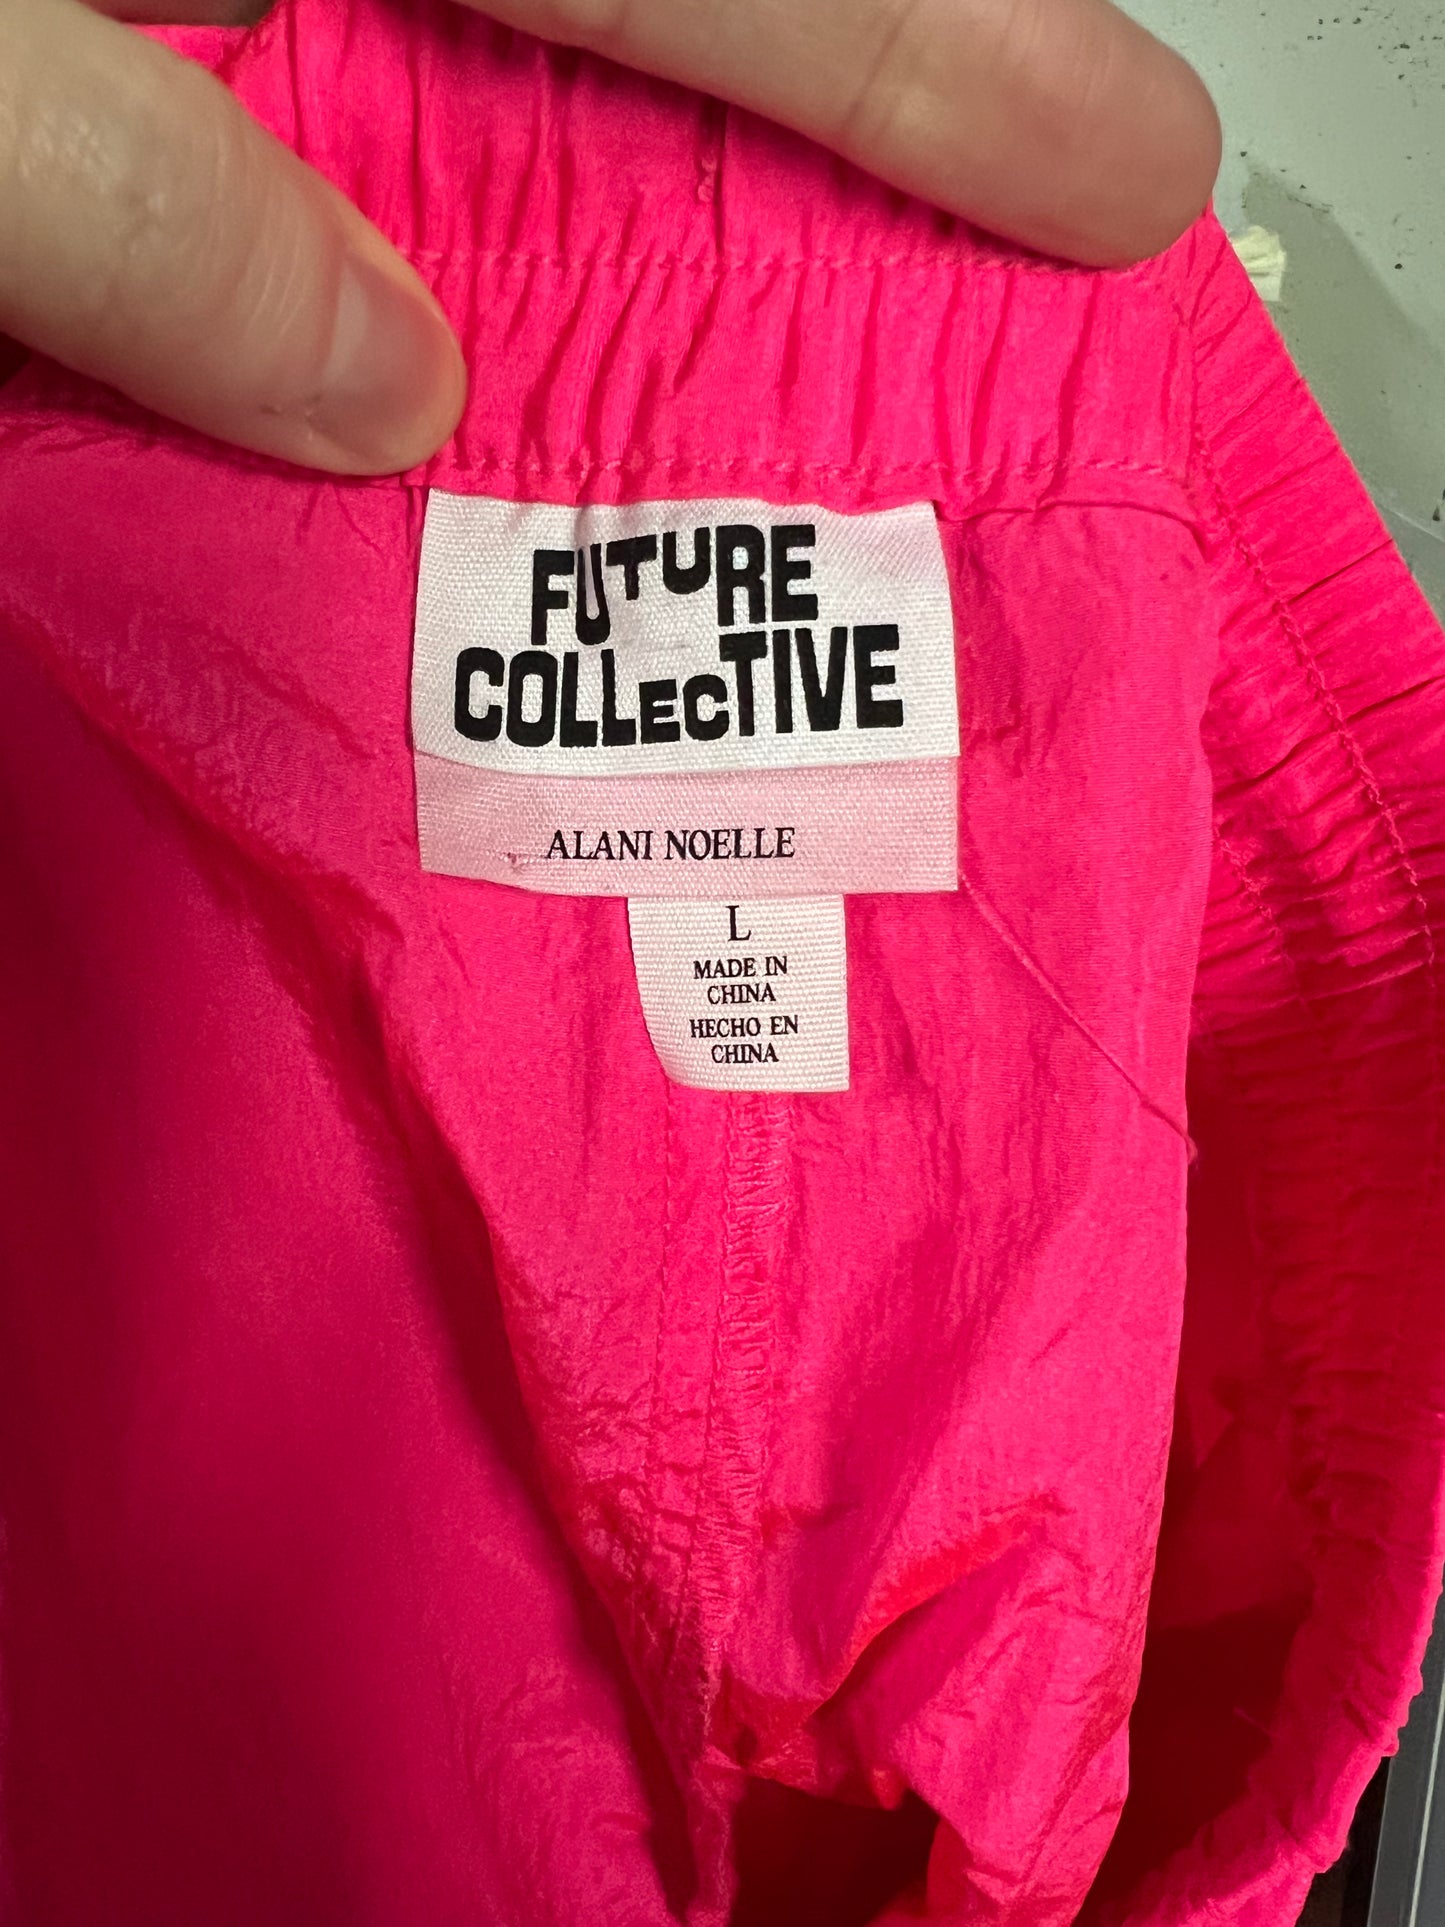 FUTURE
COLLECTIVE
ALANI NOELLE
L
MADE IN
CHINA
HECHO EN
CHINA